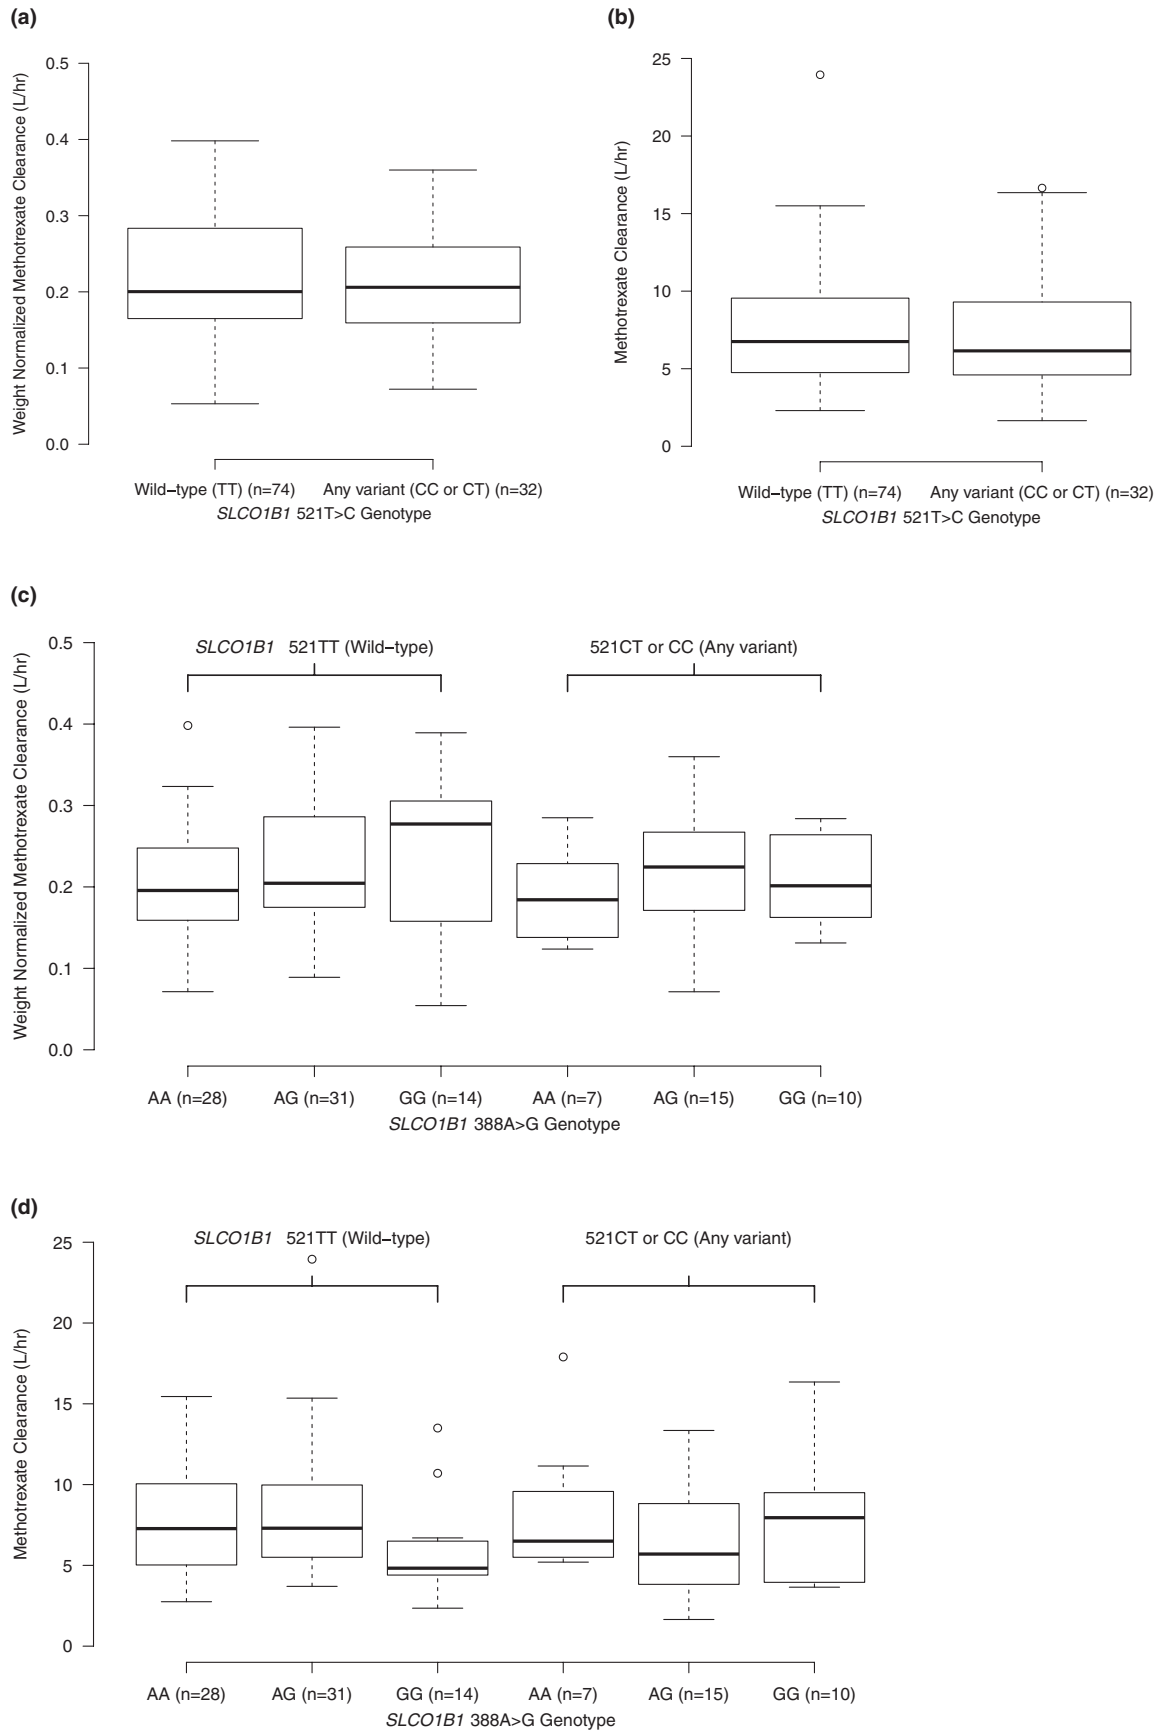 (a)
Weight Normalized Methotrexate Clearance (L/hr)
0.5
0.4
0.3
0.2
0.1
0.0
Wild–type (TT) (n=74)
Any variant (CC or CT) (n=32)
SLCO1B1 521T>C Genotype
(b)
Methotrexate Clearance (L/hr)
25
20
15
10
5
0
Wild–type (TT) (n=74)
Any variant (CC or CT) (n=32)
SLCO1B1 521T>C Genotype
(c)
Weight Normalized Methotrexate Clearance (L/hr)
0.5
0.4
0.3
0.2
0.1
0.0
SLCO1B1 521TT (Wild–type)
521CT or CC (Any variant)
AA (n=28)
AG (n=31)
GG (n=14)
AA (n=7)
AG (n=15)
GG (n=10)
SLCO1B1 388A>G Genotype
(d)
Methotrexate Clearance (L/hr)
25
20
15
10
5
0
SLCO1B1 521TT (Wild–type)
521CT or CC (Any variant)
AA (n=28)
AG (n=31)
GG (n=14)
AA (n=7)
AG (n=15)
GG (n=10)
SLCO1B1 388A>G Genotype